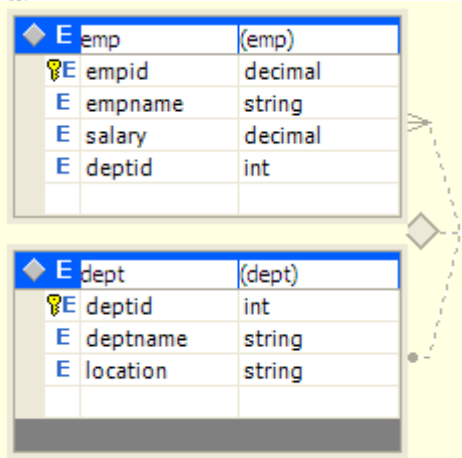 E emp (emp)
E empid decimal
E empname string
E salary decimal
E deptid int
E dept (dept)
E deptid int
E deptname string
E location string